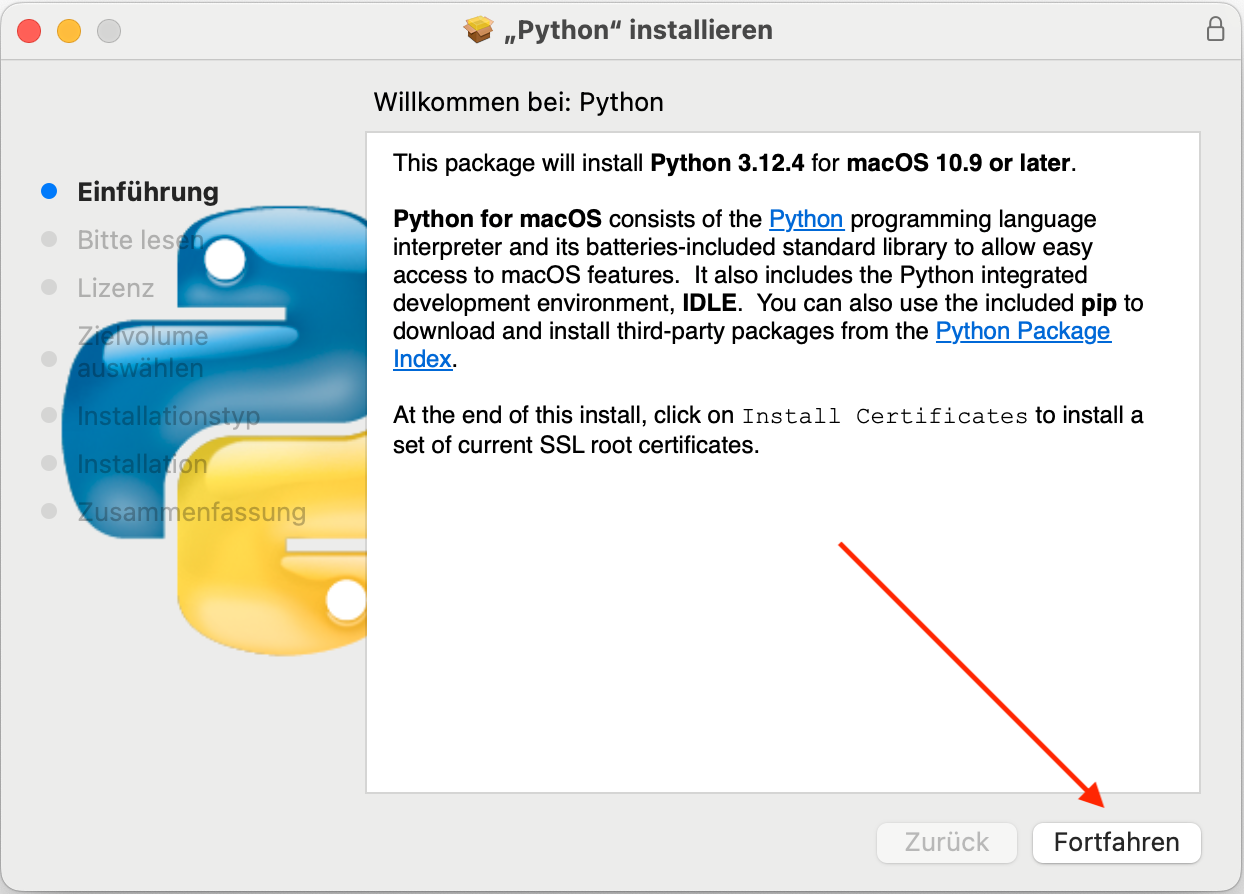 „Python“ installieren
Willkommen bei: Python
Einführung
Bitte lesen
Lizenz
Zielvolume
auswählen
Installationstyp
Installation
Zusammenfassung
This package will install Python 3.12.4 for macOS 10.9 or later.
Python for macOS consists of the Python programming language
interpreter and its batteries-included standard library to allow easy
access to macOS features.  It also includes the Python integrated
development environment, IDLE.  You can also use the included pip to
download and install third-party packages from the Python Package
Index.
At the end of this install, click on Install Certificates to install a
set of current SSL root certificates.
Zurück
Fortfahren